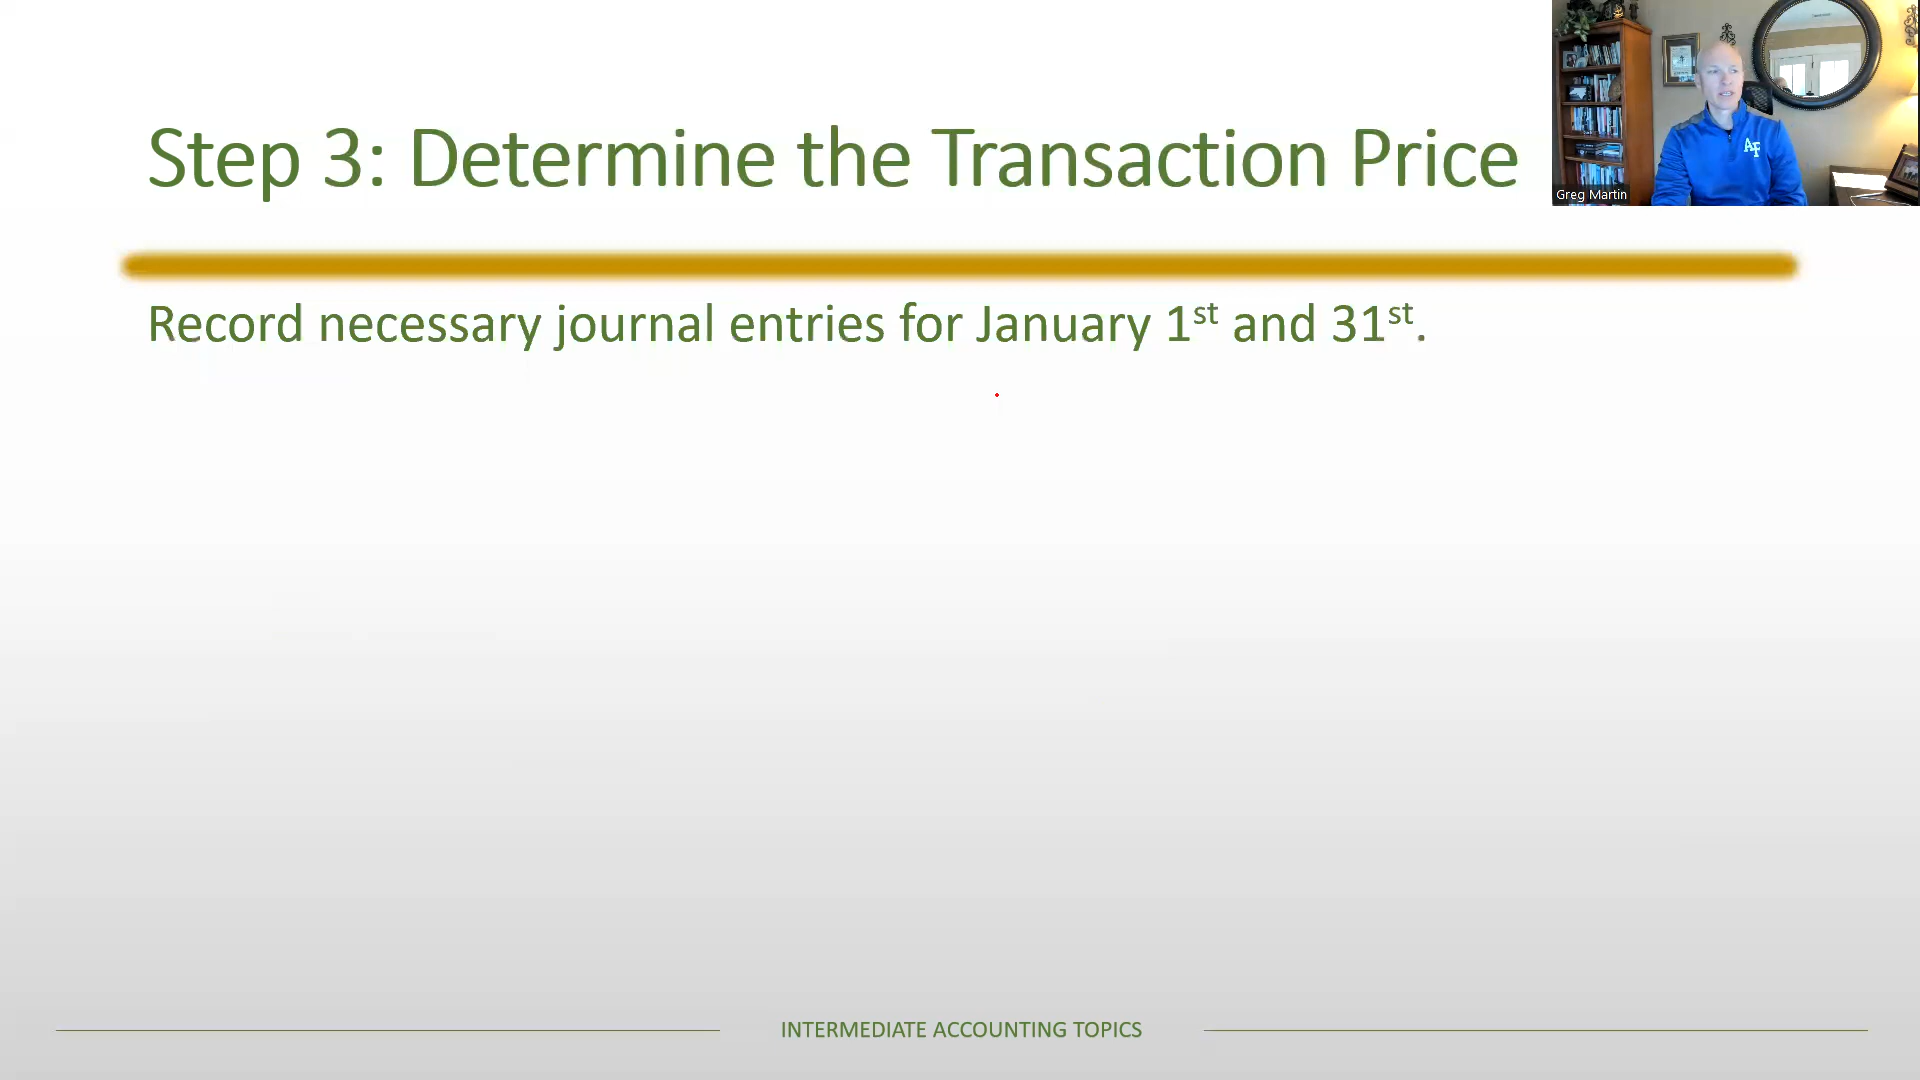 Step 3: Determine the Transaction Price
AF
Greg Martin
Record necessary journal entries for January 1st and 31st.
INTERMEDIATE ACCOUNTING TOPICS